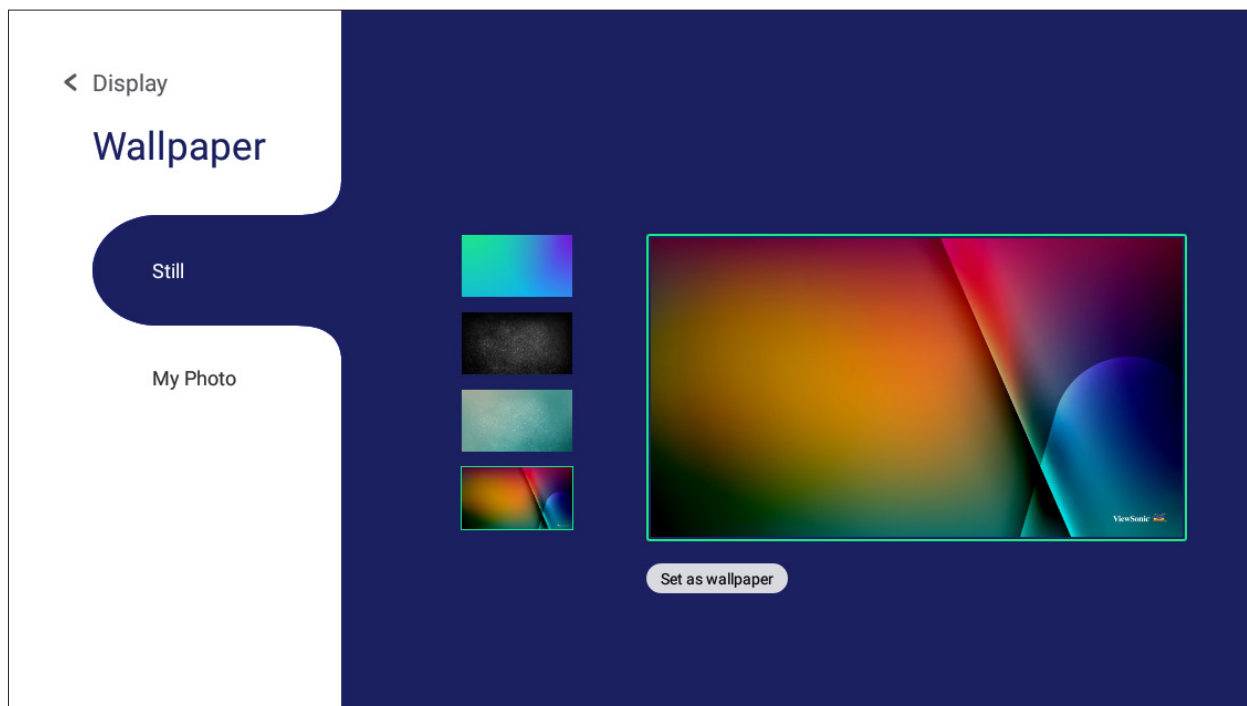 Display
Wallpaper
Still
My Photo
ViewSonic
Set as wallpaper